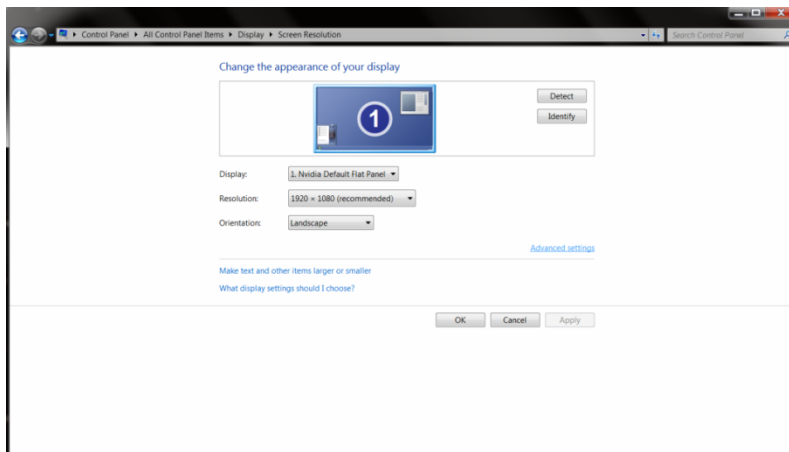 Control Panel ▸ All Control Panel Items ▸ Display ▸ Screen Resolution
Search Control Panel
Change the appearance of your display
1
Detect
Identify
Display: 1. Nvidia Default Flat Panel
Resolution: 1920 × 1080 (recommended)
Orientation: Landscape
Advanced settings
Make text and other items larger or smaller
What display settings should I choose?
OK Cancel Apply